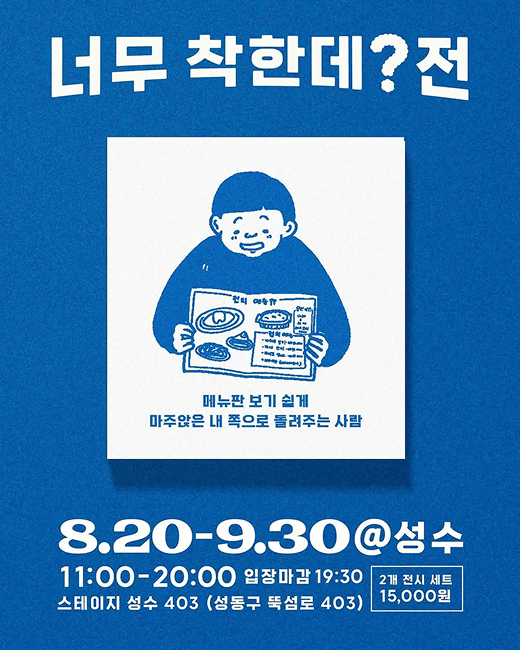 너무 착한데?전
메뉴판 보기 쉽게
마주앉은 내 쪽으로 돌려주는 사람
8.20-9.30@성수
11:00-20:00 입장마감 19:30
스테이지 성수 403 (성동구 뚝섬로 403)
2개 전시 세트
15,000원